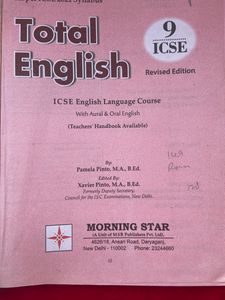 Total
English
9
ICSE
Revised Edition
ICSE English Language Course
With Aural & Oral English
(Teachers' Handbook Available)
By:
Pamela Pinto, M.A., B.Ed.
Edited By:
Xavier Pinto, M.A., B.Ed.
Formerly Deputy Secretary,
Council for the I.S.C. Examinations, New Delhi.
MORNING STAR
(A Unit of MSB Publishers Pvt. Ltd.)
4626/18, Ansari Road, Daryaganj,
New Delhi - 110002 Phone: 23244660